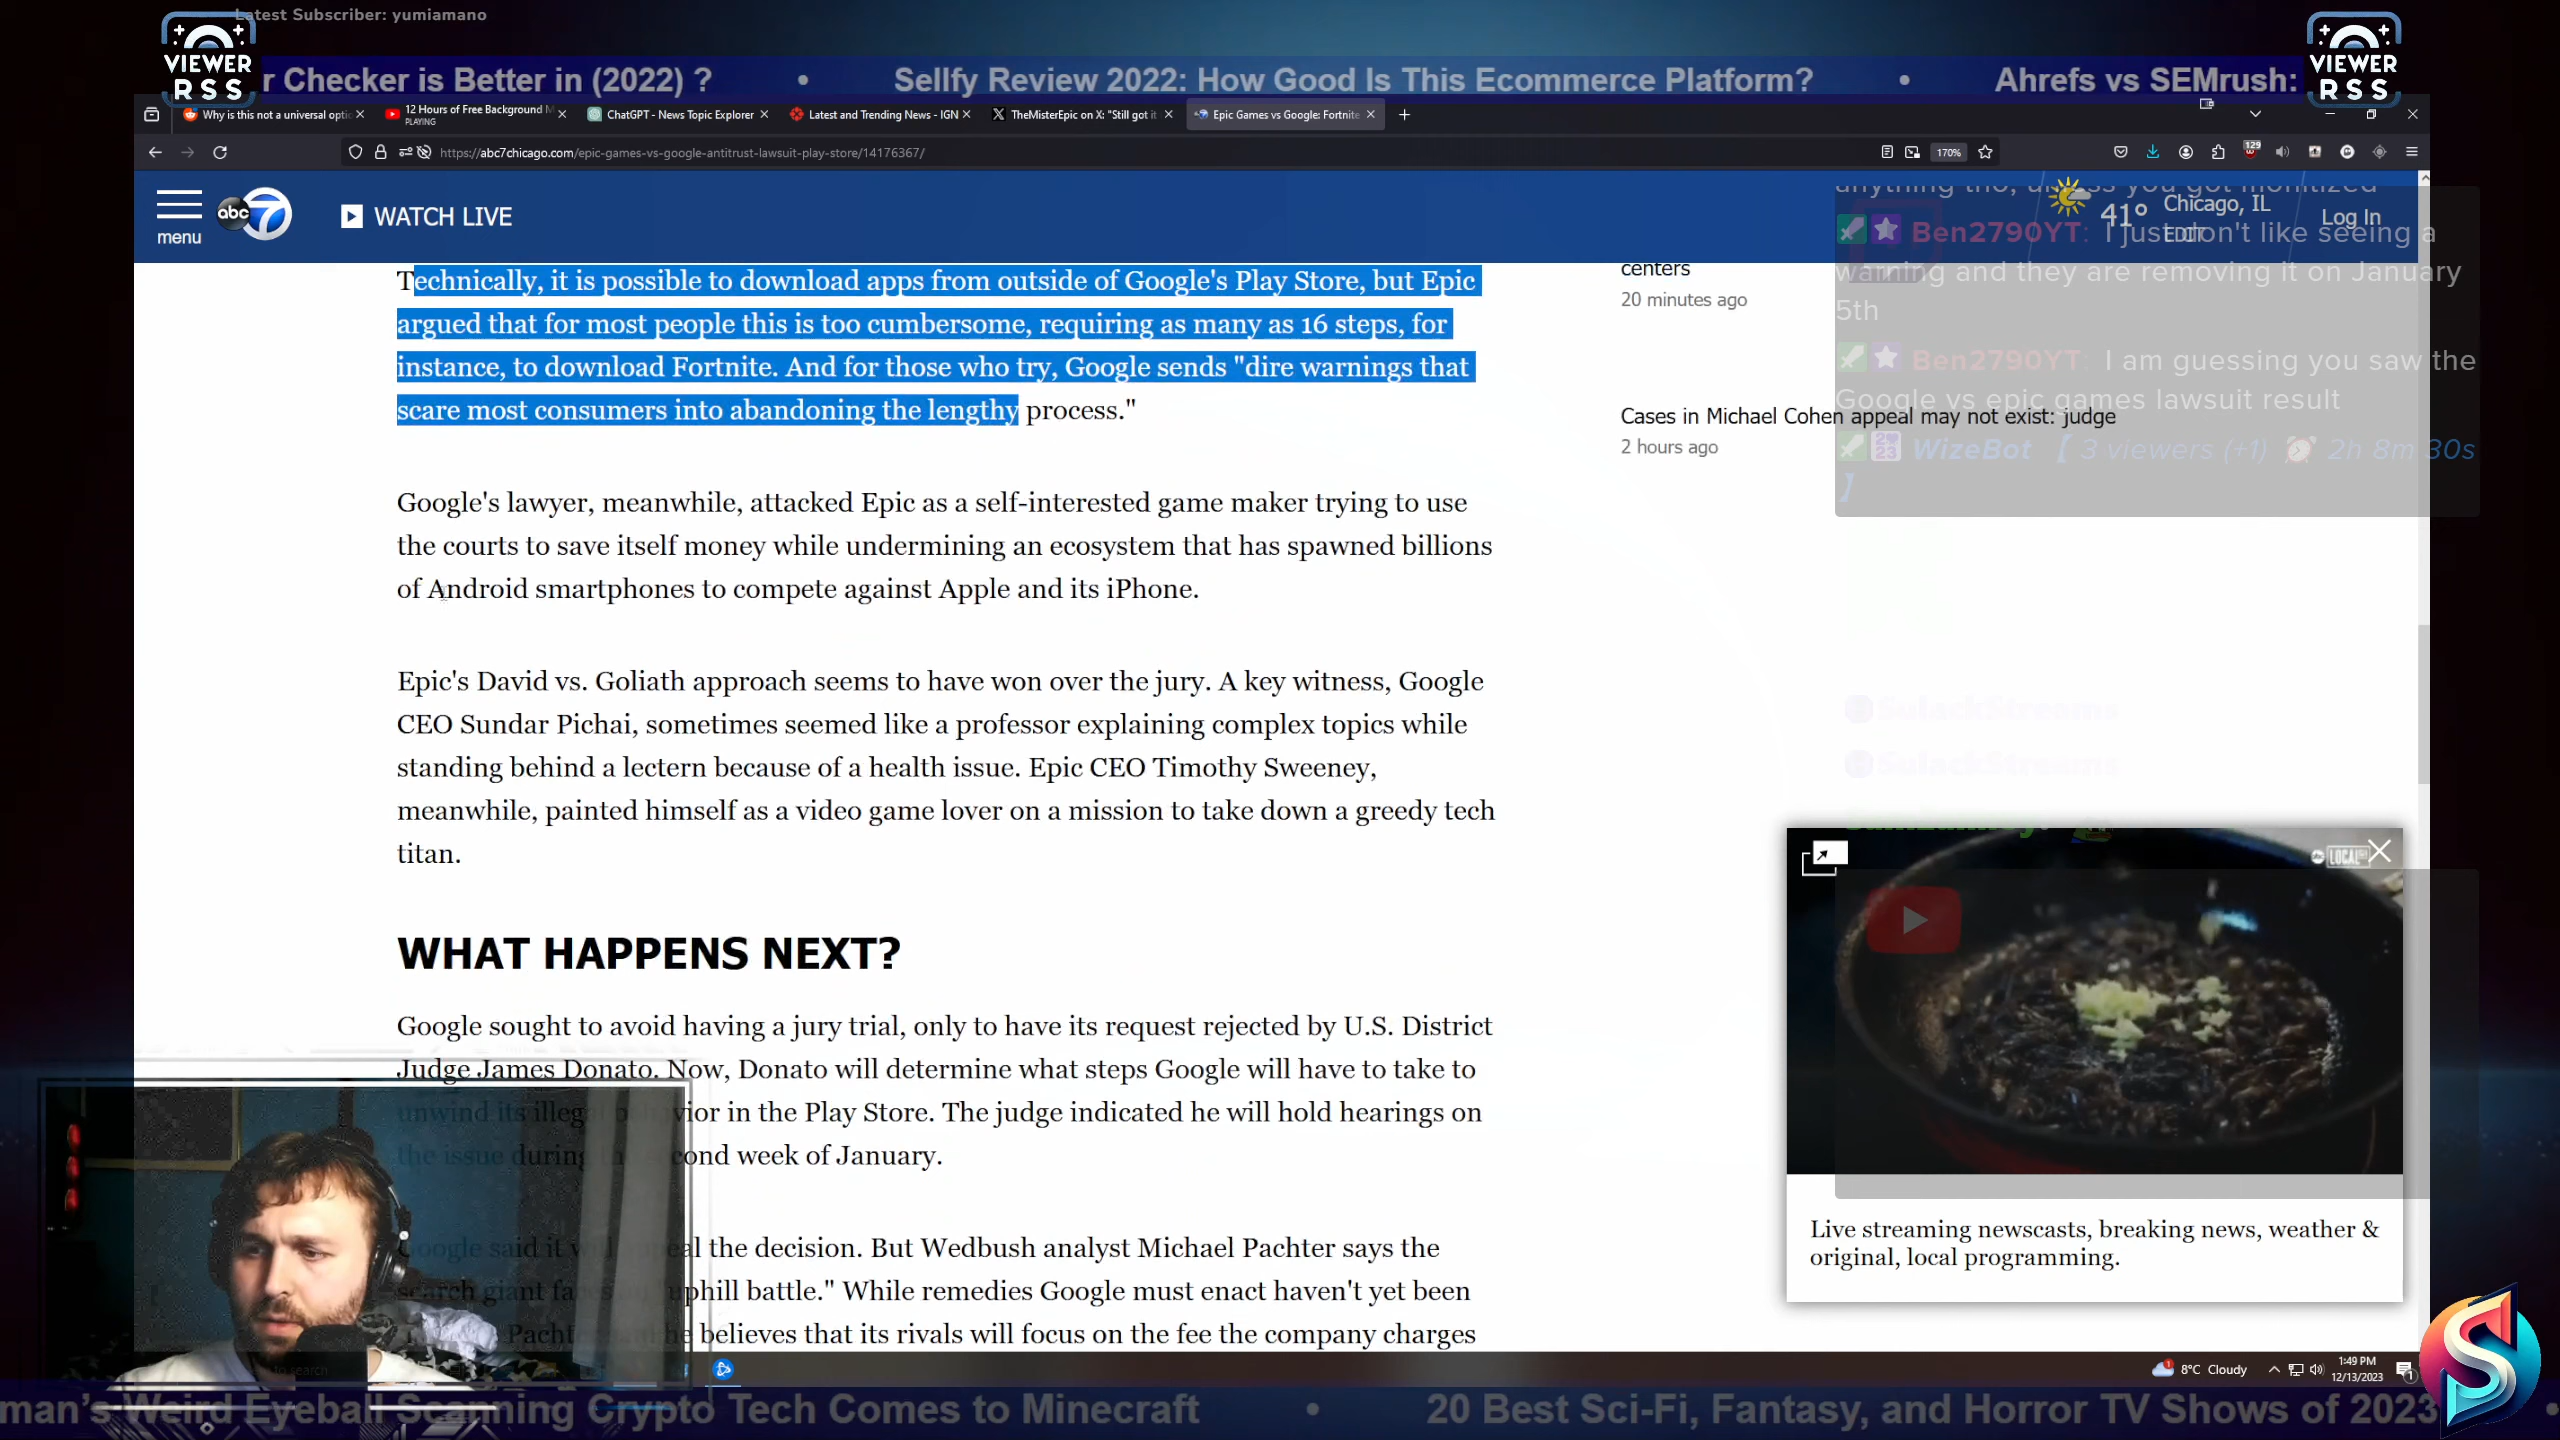 Latest Subscriber: yumiamano
VIEWER
RSS
r Checker is Better in (2022) ? • Sellfy Review 2022: How Good Is This Ecommerce Platform? • Ahrefs vs SEMrush:
VIEWER
RSS
Why is this not a universal optio
12 Hours of Free Background M
PLAYING
ChatGPT - News Topic Explorer
Latest and Trending News - IGN
TheMisterEpic on X: "Still got it
Epic Games vs Google: Fortnite
https://abc7chicago.com/epic-games-vs-google-antitrust-lawsuit-play-store/14176367/
170%
129
menu
abc 7
WATCH LIVE
41°
Chicago, IL
EDIT
Log In
anything tho, unless you got monitized
Ben2790YT: I just don't like seeing a
warning and they are removing it on January
5th
Ben2790YT: I am guessing you saw the
Google vs epic games lawsuit result
WizeBot 【 3 viewers (+1) ⏰ 2h 8m 30s
】
Technically, it is possible to download apps from outside of Google's Play Store, but Epic
argued that for most people this is too cumbersome, requiring as many as 16 steps, for
instance, to download Fortnite. And for those who try, Google sends "dire warnings that
scare most consumers into abandoning the lengthy process."
centers
20 minutes ago
Cases in Michael Cohen appeal may not exist: judge
2 hours ago
Google's lawyer, meanwhile, attacked Epic as a self-interested game maker trying to use
the courts to save itself money while undermining an ecosystem that has spawned billions
of Android smartphones to compete against Apple and its iPhone.
Epic's David vs. Goliath approach seems to have won over the jury. A key witness, Google
CEO Sundar Pichai, sometimes seemed like a professor explaining complex topics while
standing behind a lectern because of a health issue. Epic CEO Timothy Sweeney,
meanwhile, painted himself as a video game lover on a mission to take down a greedy tech
titan.
SulackStreams
SulackStreams
WHAT HAPPENS NEXT?
Google sought to avoid having a jury trial, only to have its request rejected by U.S. District
Judge James Donato. Now, Donato will determine what steps Google will have to take to
unwind its illegal behavior in the Play Store. The judge indicated he will hold hearings on
the issue during the second week of January.
Google said it will appeal the decision. But Wedbush analyst Michael Pachter says the
search giant faces "uphill battle." While remedies Google must enact haven't yet been
Pachter he believes that its rivals will focus on the fee the company charges
LOCAL
Live streaming newscasts, breaking news, weather &
original, local programming.
to search
8°C Cloudy
1:49 PM
12/13/2023
man's Weird Eyeball Scanning Crypto Tech Comes to Minecraft • 20 Best Sci-Fi, Fantasy, and Horror TV Shows of 2023